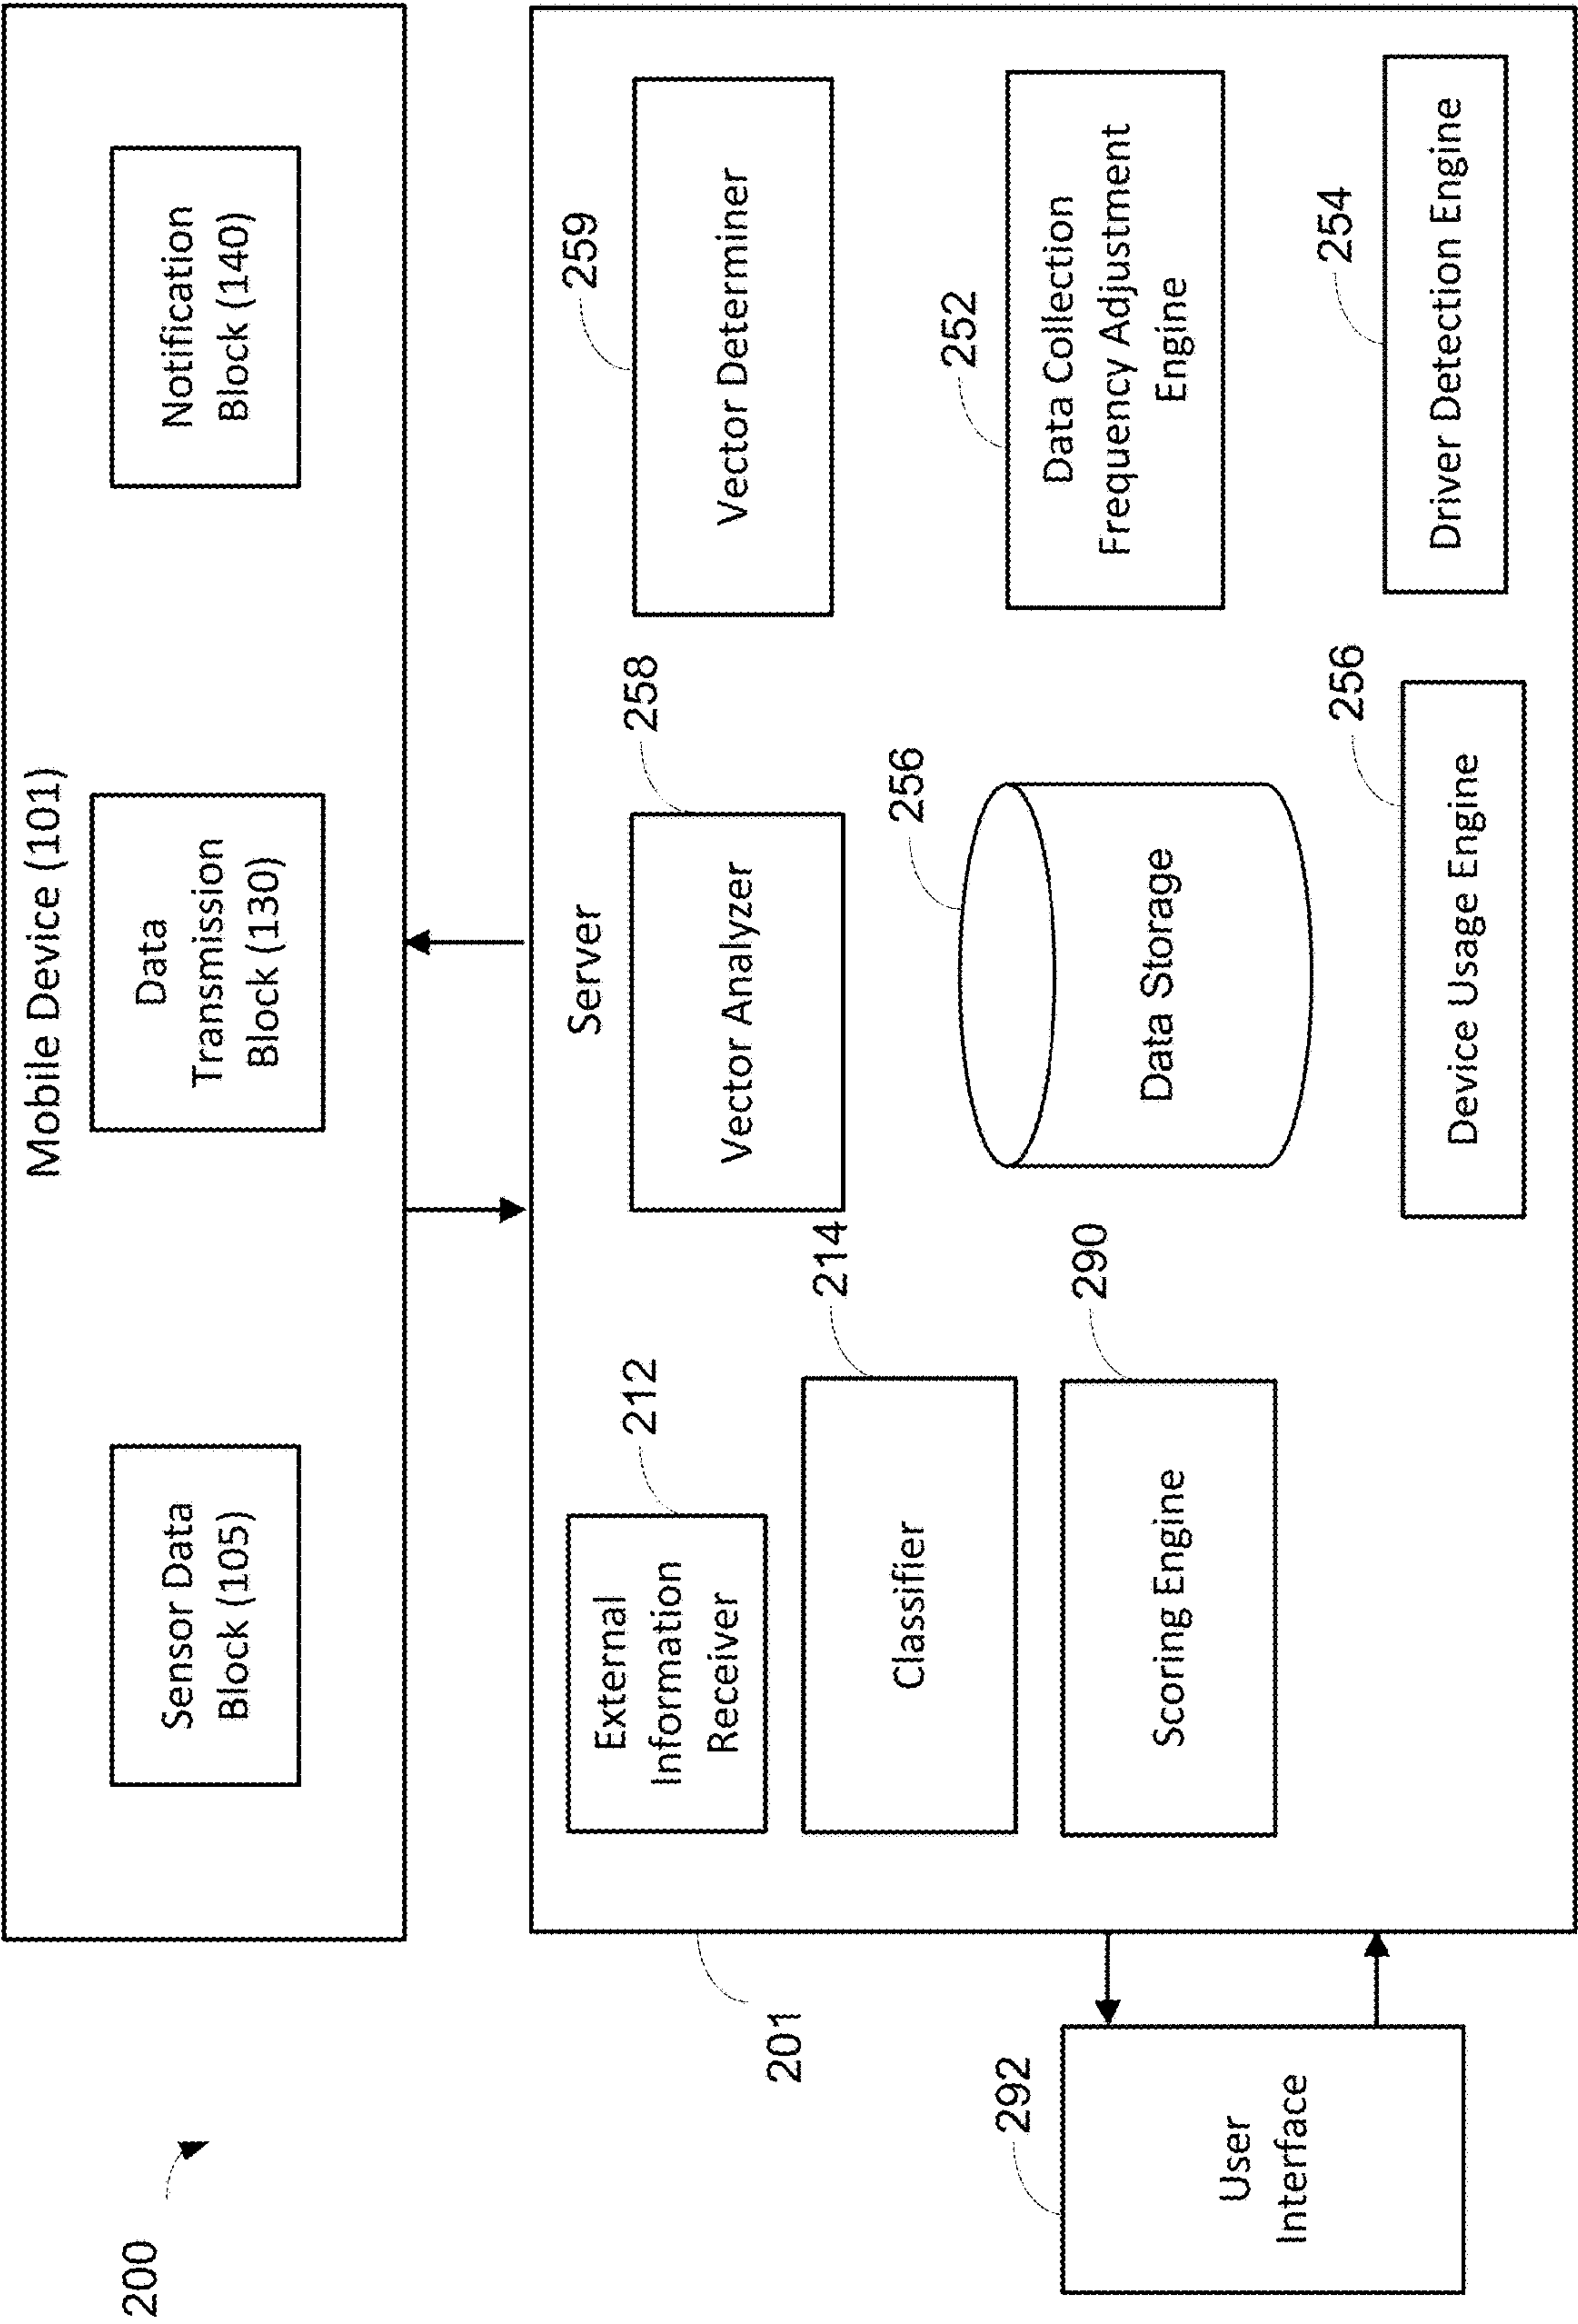 200
Mobile Device (101)
Sensor Data
Block (105)
Data
Transmission
Block (130)
Notification
Block (140)
Server
201
External
Information
Receiver
212
Vector Analyzer
258
Vector Determiner
259
Classifier
214
Data Storage
256
Data Collection
Frequency Adjustment
Engine
252
Scoring Engine
290
Device Usage Engine
256
Driver Detection Engine
254
User
Interface
292